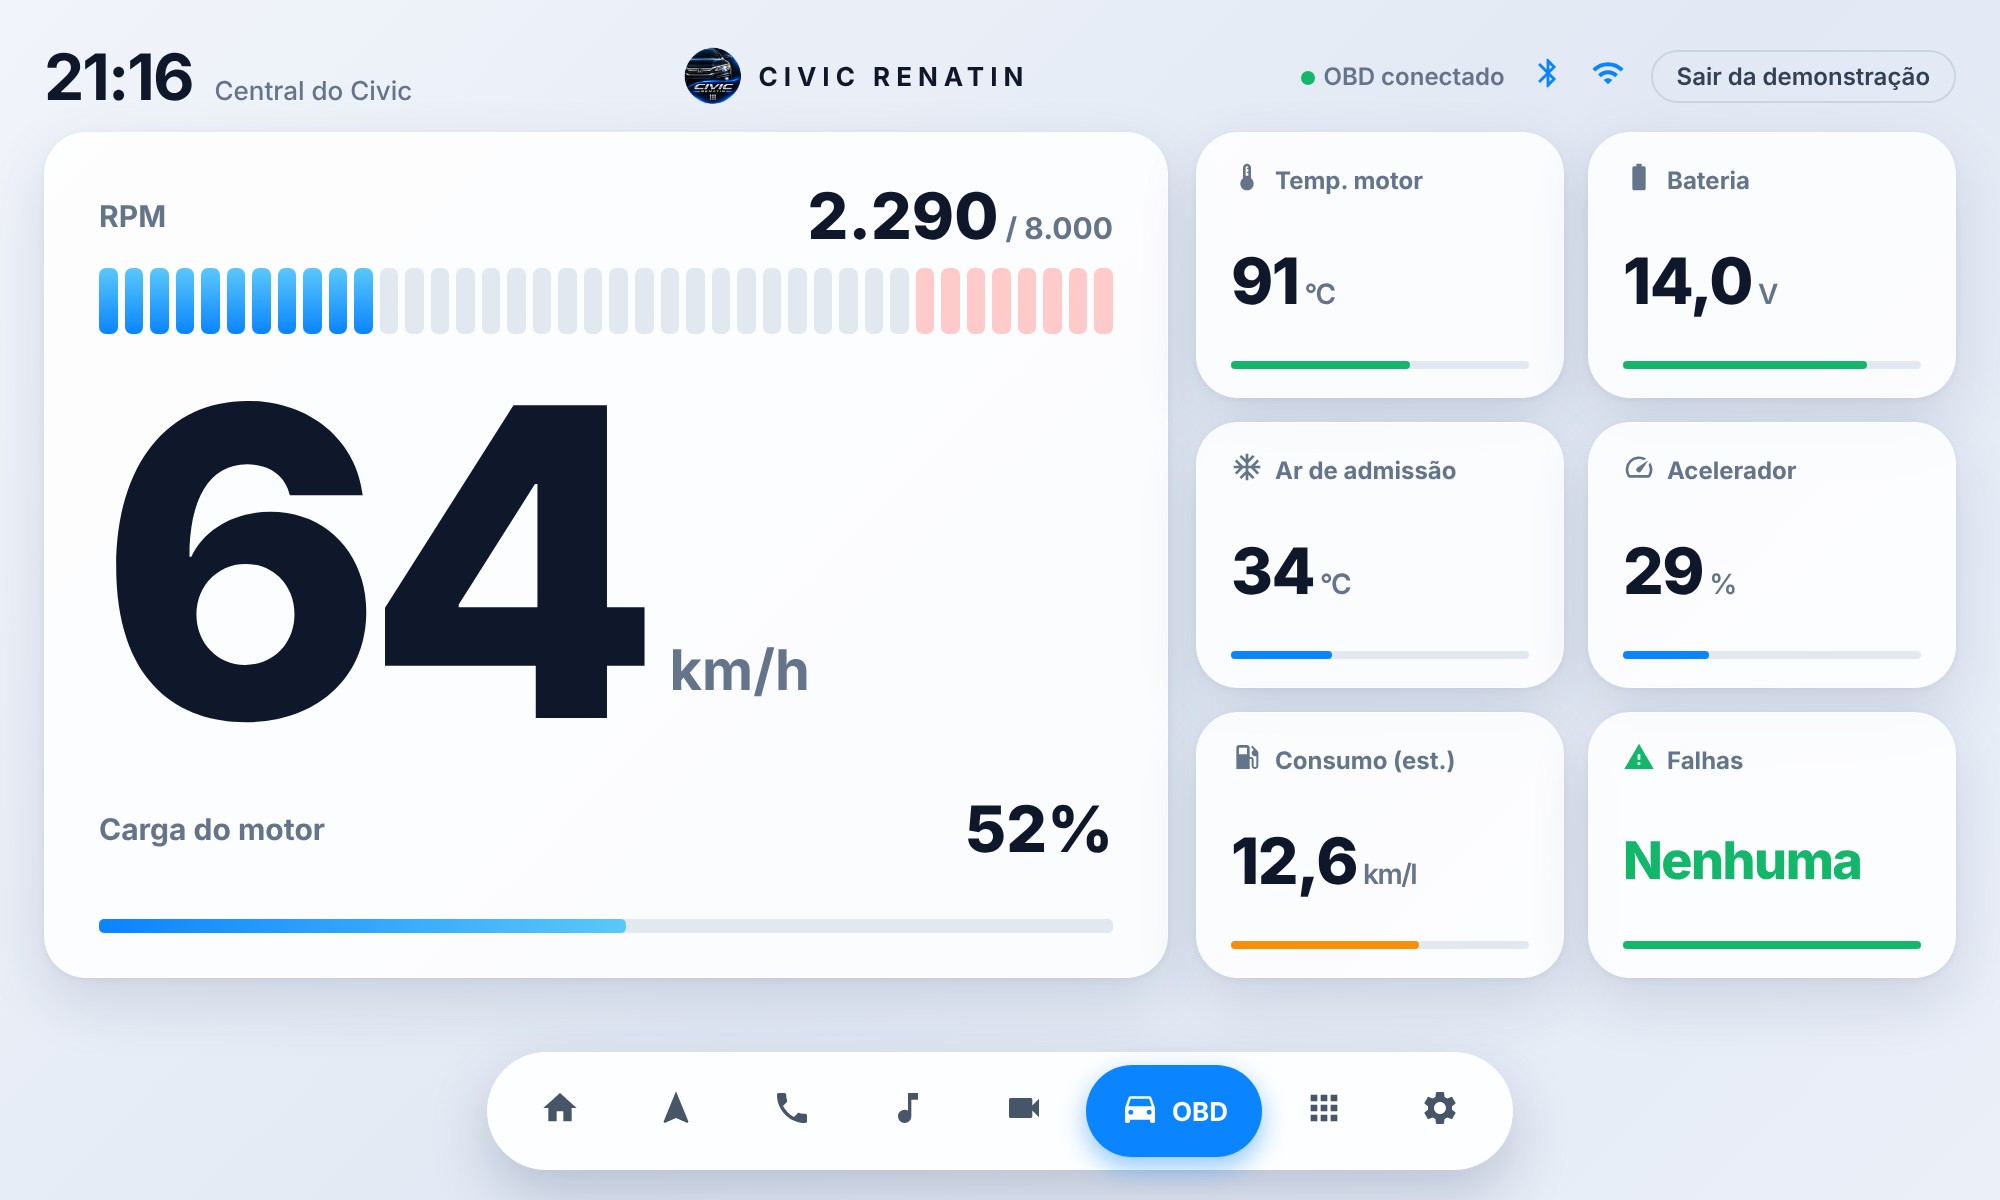 21:16
Central do Civic
CIVIC RENATIN
OBD conectado
Sair da demonstração
RPM
2.290 / 8.000
64 km/h
Carga do motor
52%
Temp. motor
91 °C
Bateria
14,0 V
Ar de admissão
34 °C
Acelerador
29 %
Consumo (est.)
12,6 km/l
Falhas
Nenhuma
OBD